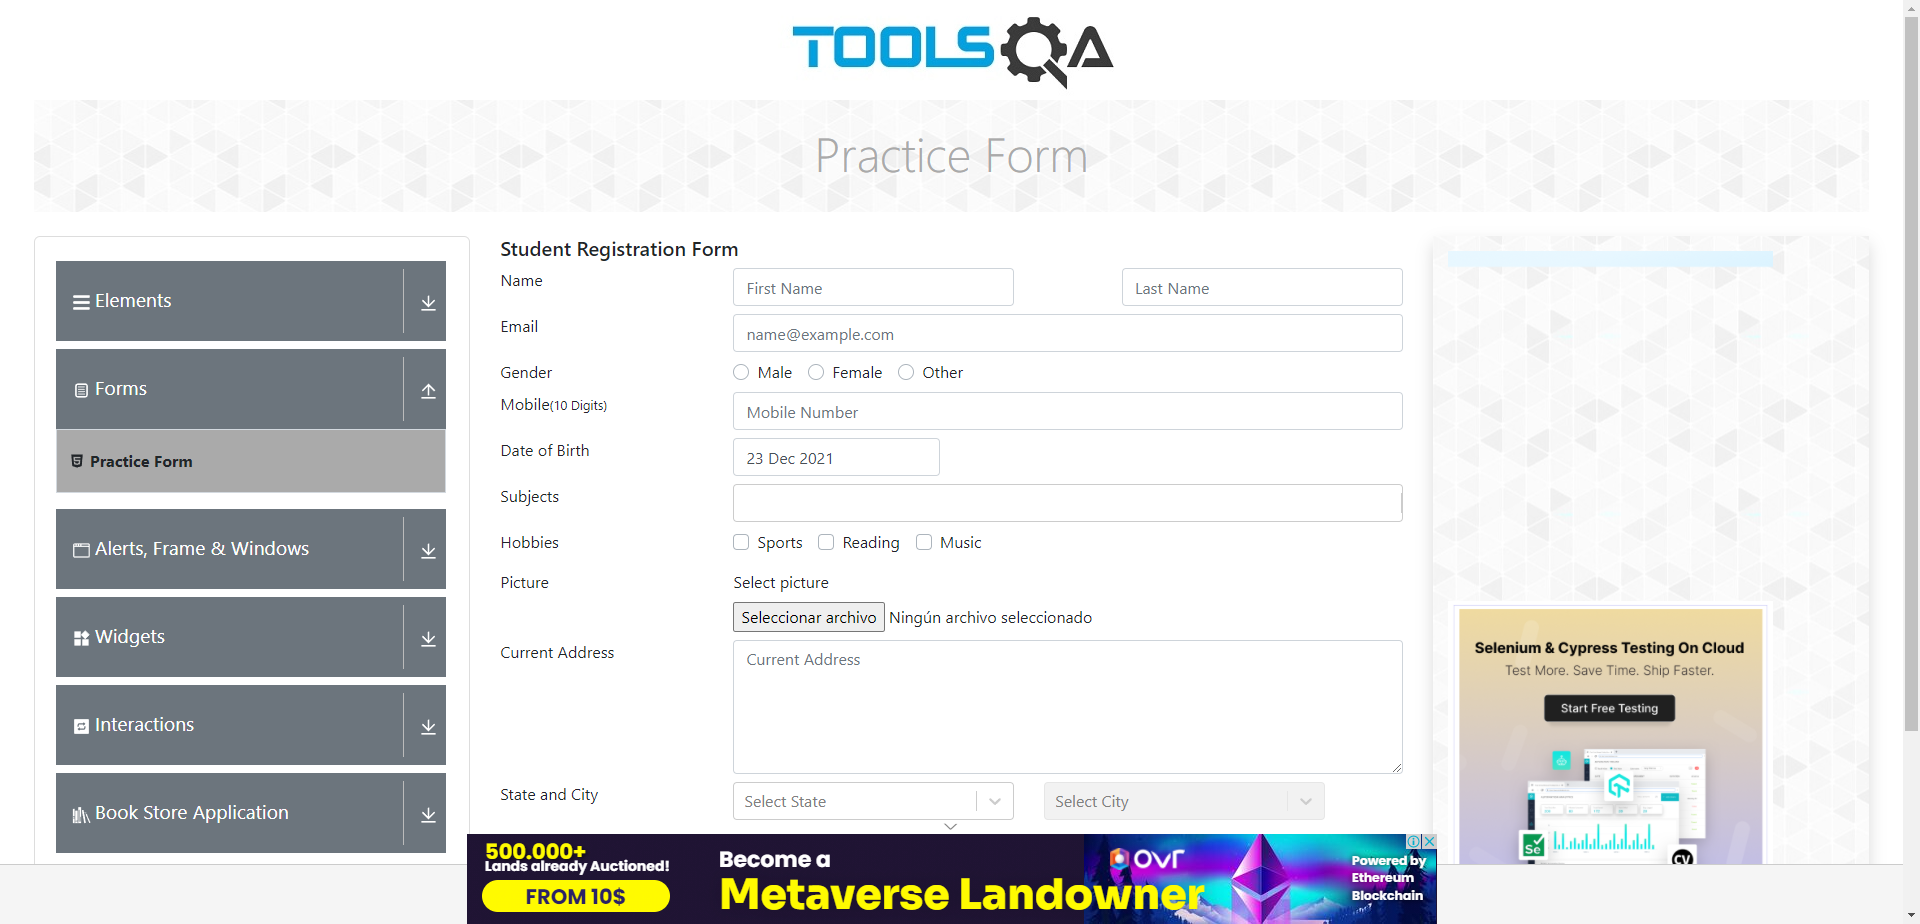 TOOLSQA
Practice Form
Elements
Forms
Practice Form
Alerts, Frame & Windows
Widgets
Interactions
Book Store Application
Student Registration Form
Name
First Name
Last Name
Email
name@example.com
Gender
Male
Female
Other
Mobile(10 Digits)
Mobile Number
Date of Birth
23 Dec 2021
Subjects
Hobbies
Sports
Reading
Music
Picture
Select picture
Seleccionar archivo Ningún archivo seleccionado
Current Address
Current Address
State and City
Select State
Select City
Selenium & Cypress Testing On Cloud
Test More. Save Time. Ship Faster.
Start Free Testing
Se
CV
500.000+
Lands already Auctioned!
FROM 10$
Become a
Metaverse Landowner
ovr
Powered by
Ethereum
Blockchain